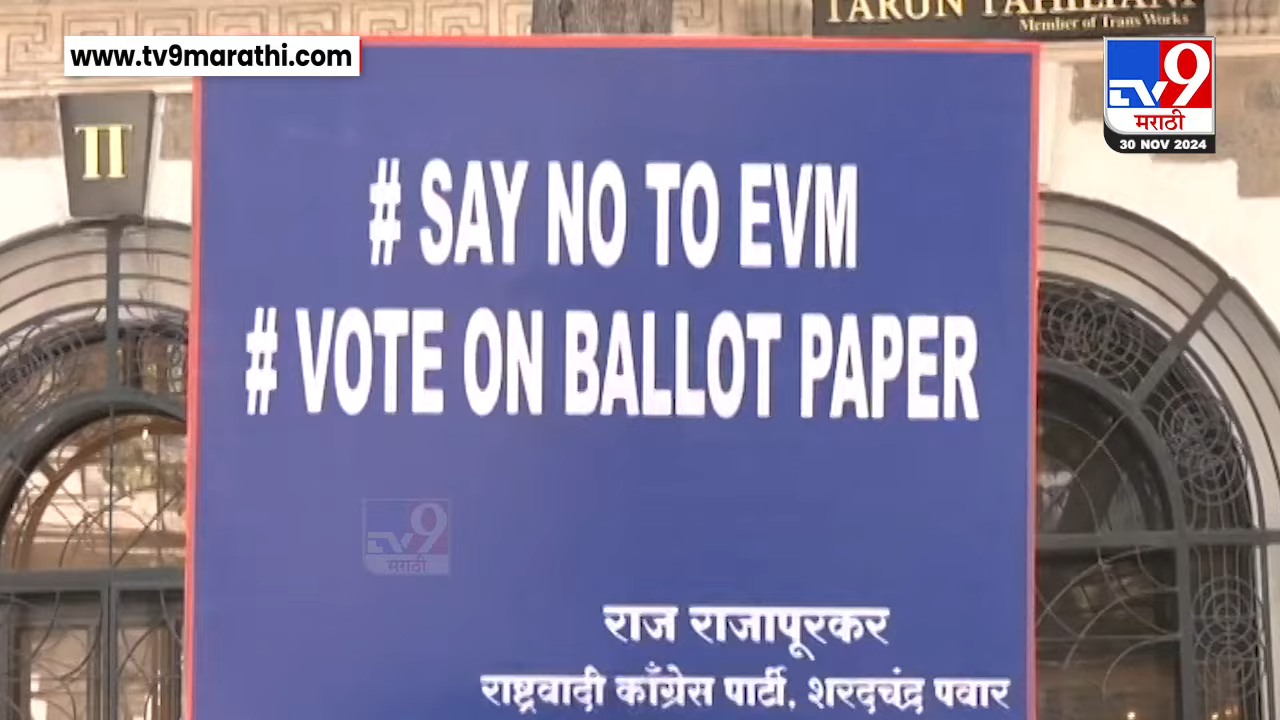 TARUN TAHILIANI
Member of Trans Works
www.tv9marathi.com
TV9
मराठी
30 NOV 2024
II
# SAY NO TO EVM
# VOTE ON BALLOT PAPER
TV9
मराठी
राज राजापूरकर
राष्ट्रवादी काँग्रेस पार्टी, शरदचंद्र पवार